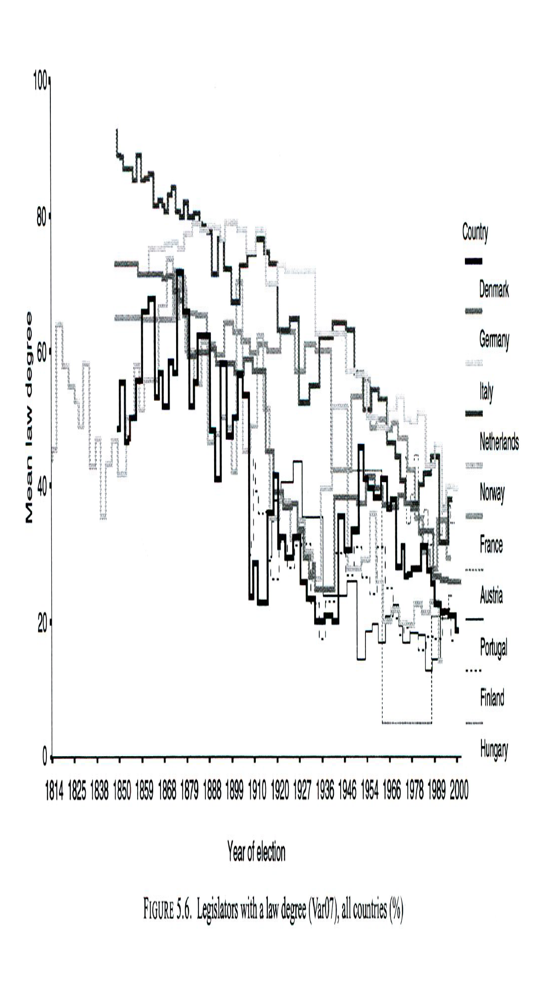 100
80
60
40
20
0
Mean law degree
1814 1825 1838 1850 1859 1868 1879 1888 1899 1910 1920 1927 1936 1946 1954 1966 1978 1989 2000
Year of election
Country
Denmark
Germany
Italy
Netherlands
Norway
France
Austria
Portugal
Finland
Hungary
FIGURE 5.6. Legislators with a law degree (Var07), all countries (%)